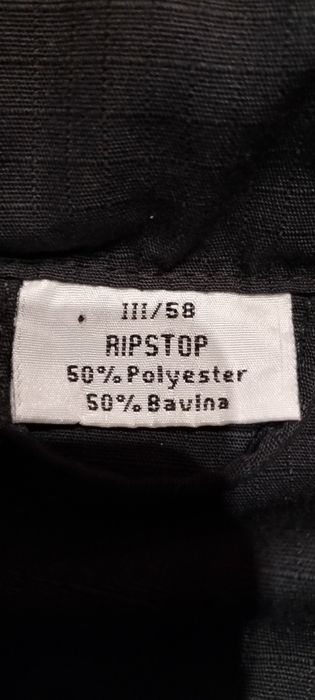 III/58
RIPSTOP
50% Polyester
50% Bavlna